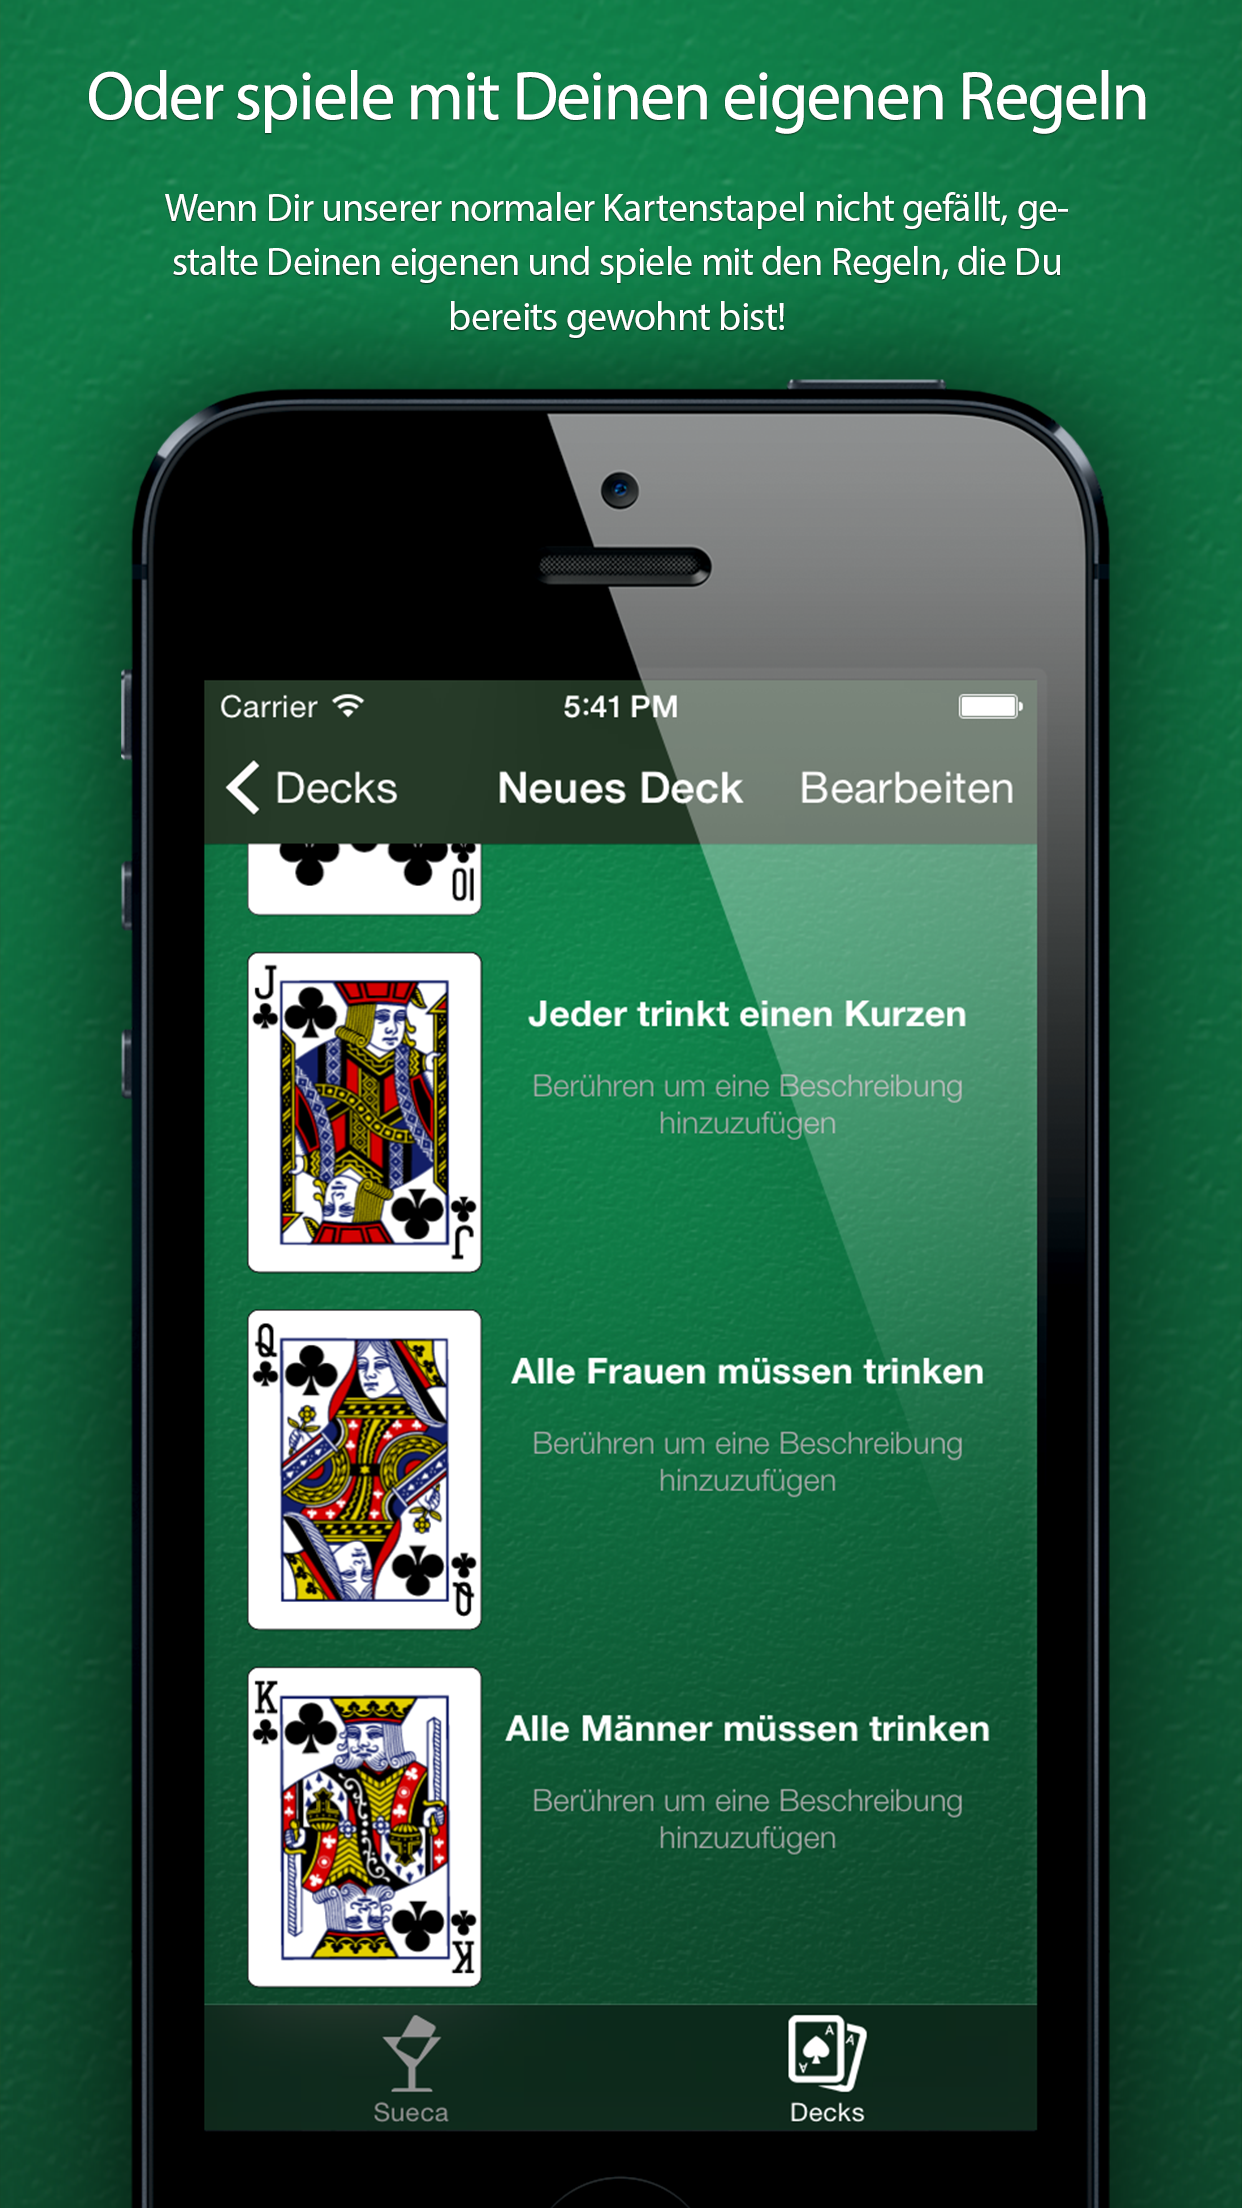 Oder spiele mit Deinen eigenen Regeln
Wenn Dir unserer normaler Kartenstapel nicht gefällt, ge-
stalte Deinen eigenen und spiele mit den Regeln, die Du
bereits gewohnt bist!
Carrier 5:41 PM
Decks Neues Deck Bearbeiten
10
J
Jeder trinkt einen Kurzen
Berühren um eine Beschreibung
hinzuzufügen
J
Q
Alle Frauen müssen trinken
Berühren um eine Beschreibung
hinzuzufügen
Q
K
Alle Männer müssen trinken
Berühren um eine Beschreibung
hinzuzufügen
K
A A
A
Sueca Decks